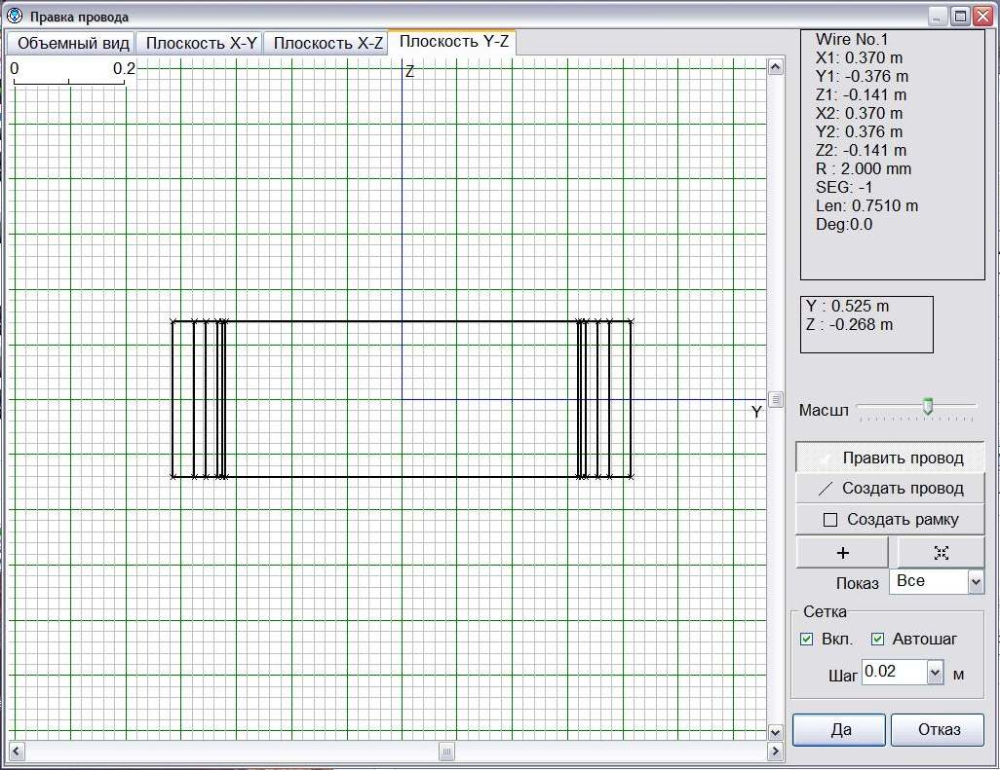 Правка провода
Объемный вид
Плоскость X-Y
Плоскость X-Z
Плоскость Y-Z
0 0.2
Z
Y
Wire No.1
X1: 0.370 m
Y1: -0.376 m
Z1: -0.141 m
X2: 0.370 m
Y2: 0.376 m
Z2: -0.141 m
R : 2.000 mm
SEG: -1
Len: 0.7510 m
Deg:0.0
Y : 0.525 m
Z : -0.268 m
Масшт
Править провод
Создать провод
Создать рамку
+
Показ Все
Сетка
Вкл. Автошаг
Шаг 0.02 м
Да Отказ